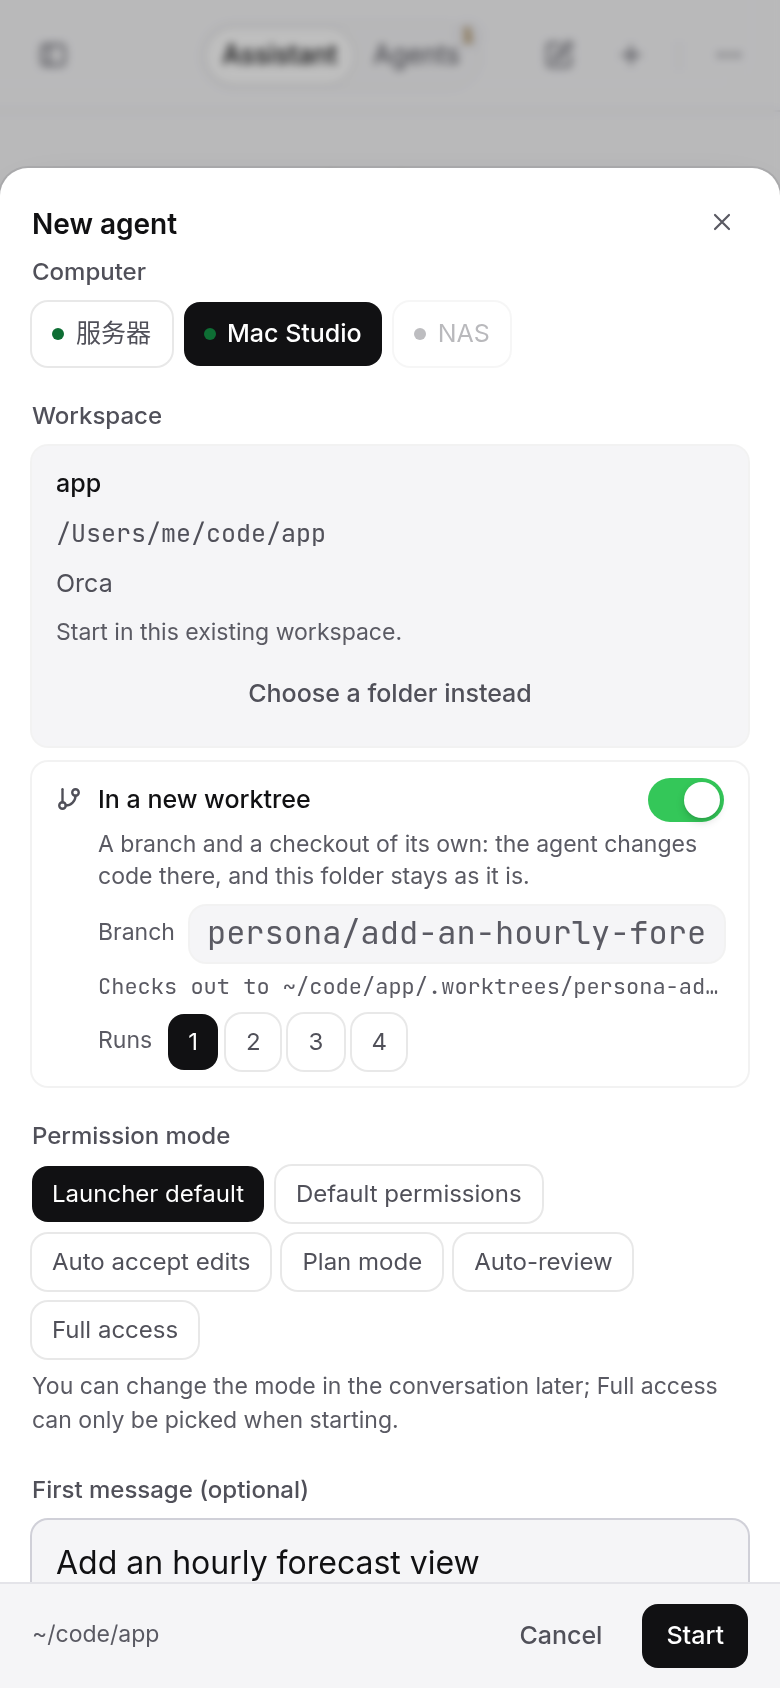 Assistant
Agents
New agent
Computer
服务器
Mac Studio
NAS
Workspace
app
/Users/me/code/app
Orca
Start in this existing workspace.
Choose a folder instead
In a new worktree
A branch and a checkout of its own: the agent changes
code there, and this folder stays as it is.
Branch
persona/add-an-hourly-fore
Checks out to ~/code/app/.worktrees/persona-ad…
Runs
1
2
3
4
Permission mode
Launcher default
Default permissions
Auto accept edits
Plan mode
Auto-review
Full access
You can change the mode in the conversation later; Full access
can only be picked when starting.
First message (optional)
Add an hourly forecast view
~/code/app
Cancel
Start